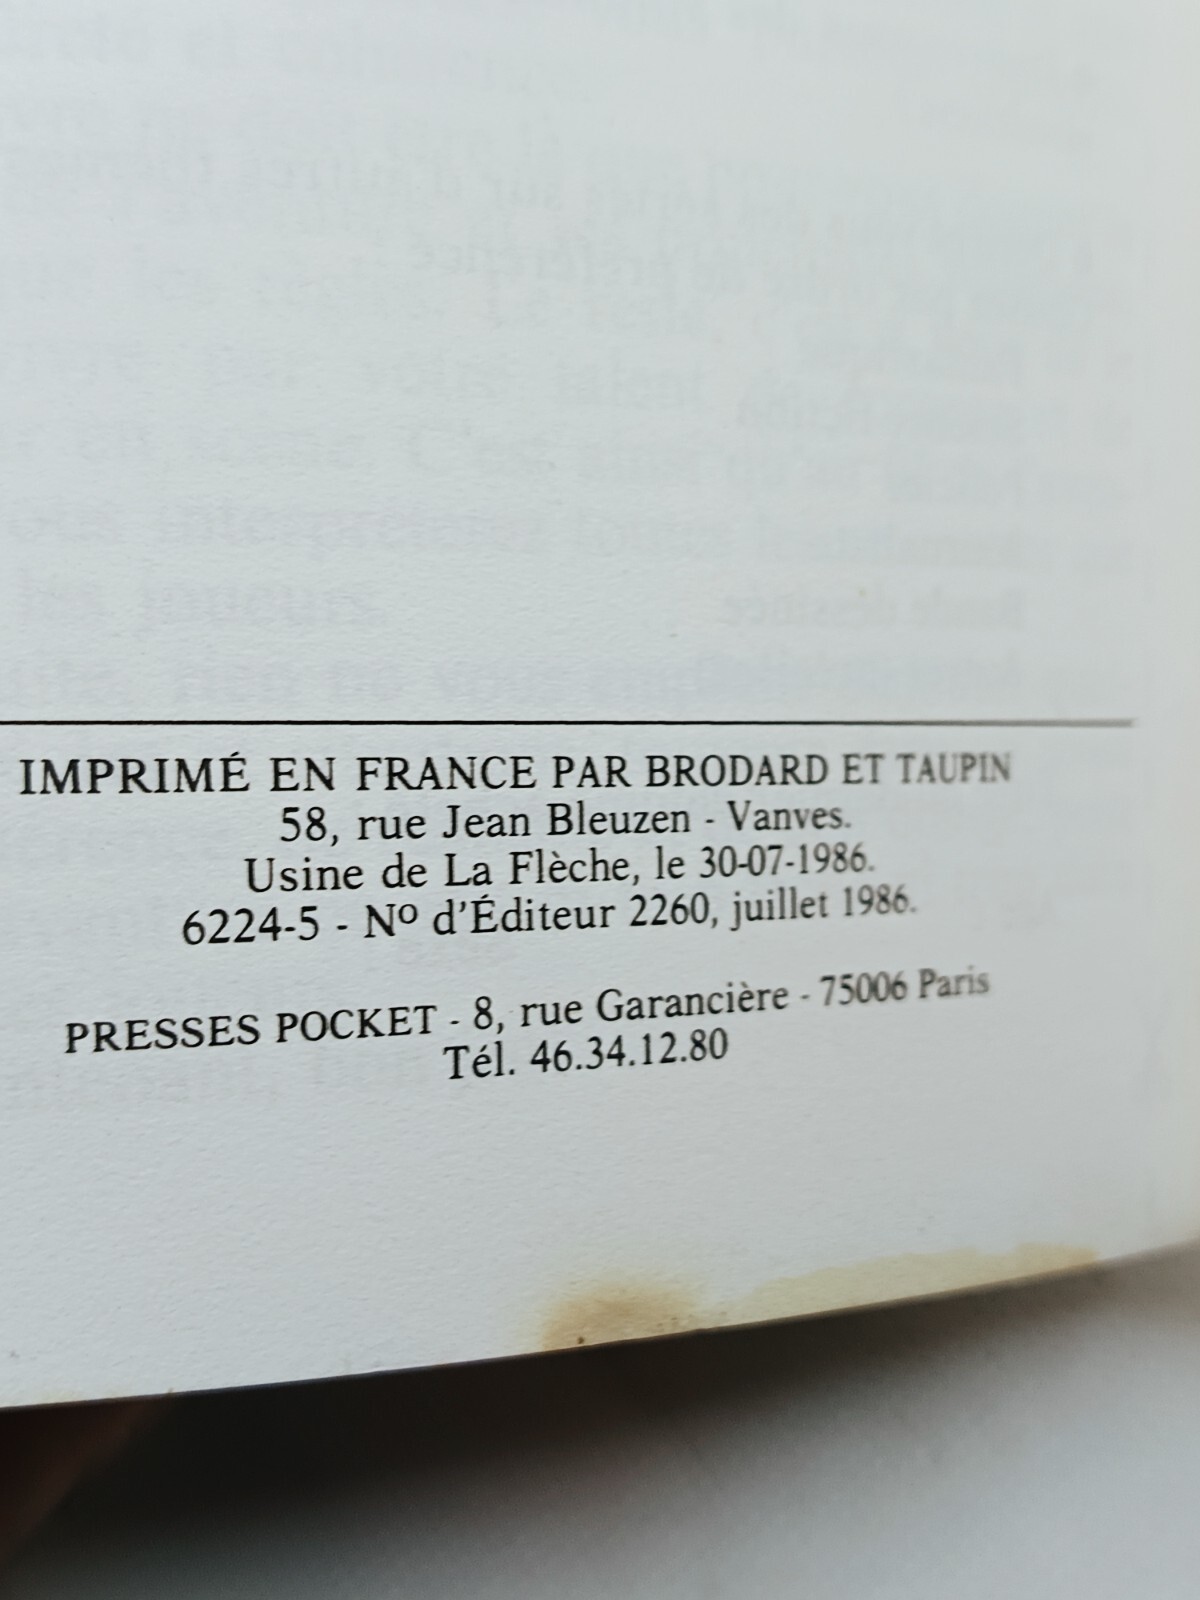 IMPRIMÉ EN FRANCE PAR BRODARD ET TAUPIN
58, rue Jean Bleuzen - Vanves.
Usine de La Flèche, le 30-07-1986.
6224-5 - Nº d'Éditeur 2260, juillet 1986.
PRESSES POCKET - 8, rue Garancière - 75006 Paris
Tél. 46.34.12.80